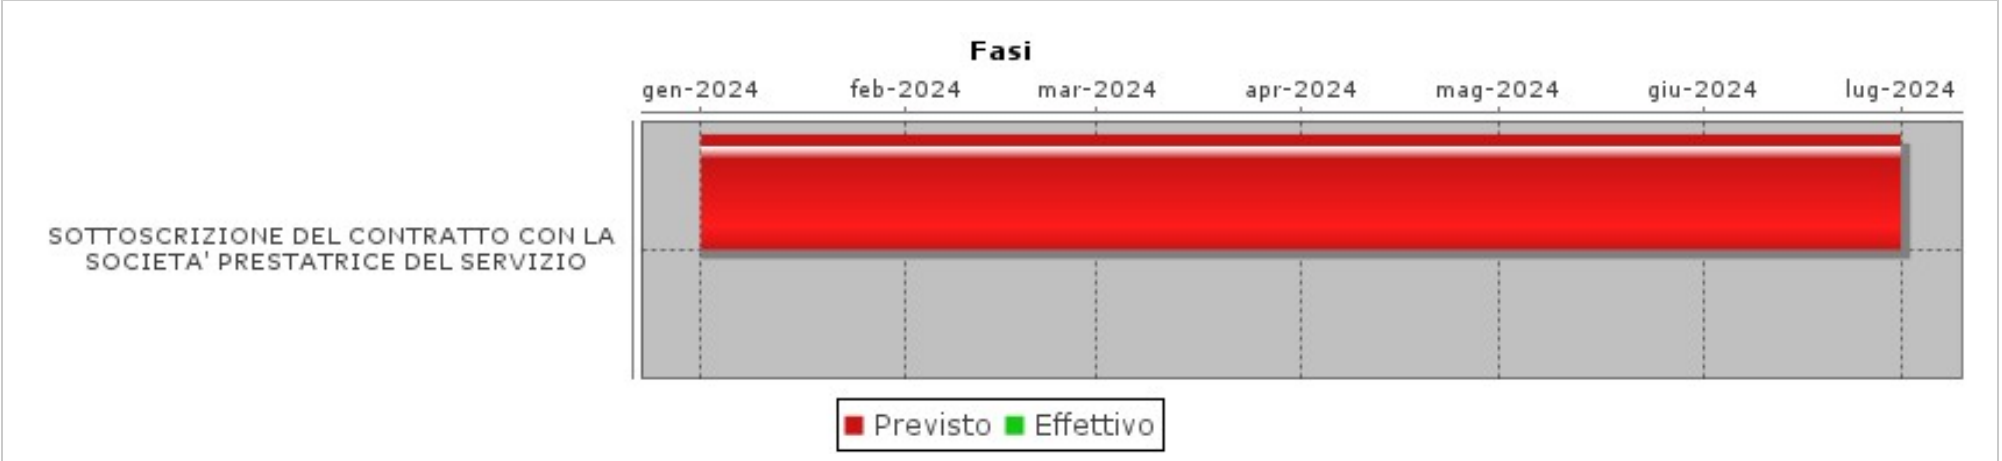 Fasi
gen-2024 feb-2024 mar-2024 apr-2024 mag-2024 giu-2024 lug-2024
SOTTOSCRIZIONE DEL CONTRATTO CON LA
SOCIETA' PRESTATRICE DEL SERVIZIO
Previsto Effettivo